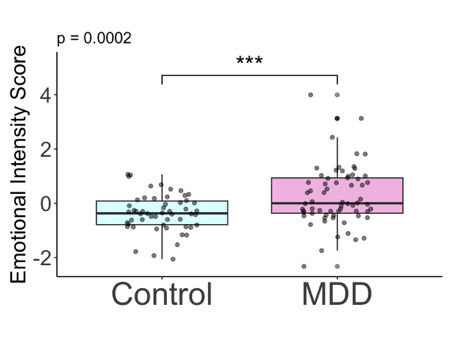 p = 0.0002
***
Emotional Intensity Score
4
2
0
-2
Control
MDD